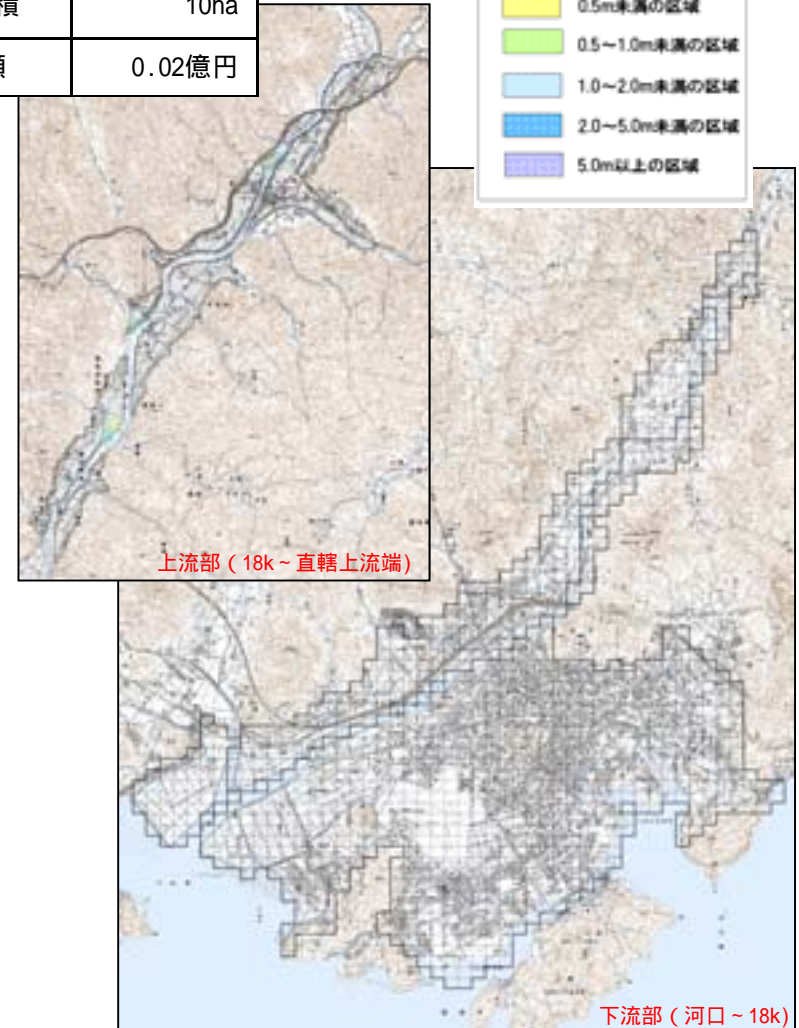 積 10ha
額 0.02億円
0.5m未満の区域
0.5～1.0m未満の区域
1.0～2.0m未満の区域
2.0～5.0m未満の区域
5.0m以上の区域
上流部（18k～直轄上流端)
下流部（河口～18k)